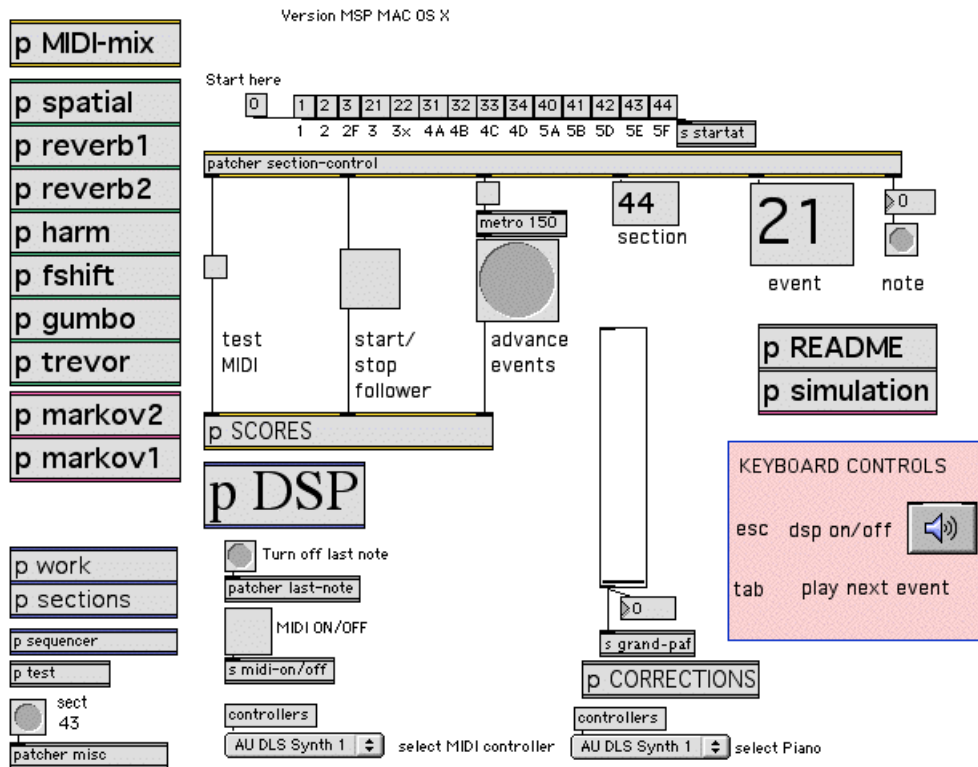 Version MSP MAC OS X
p MIDI-mix
Start here
0 1 2 3 21 22 31 32 33 34 40 41 42 43 44
1 2 2F 3 3x 4A 4B 4C 4D 5A 5B 5D 5E 5F s startat
p spatial
p reverb1
p reverb2
p harm
p fshift
p gumbo
p trevor
p markov2
p markov1
patcher section-control
metro 150
44
section
21
event
0
note
test
MIDI
start/
stop
follower
advance
events
p SCORES
p README
p simulation
p DSP
KEYBOARD CONTROLS
esc dsp on/off
tab play next event
p work
p sections
p sequencer
p test
sect
43
patcher misc
Turn off last note
patcher last-note
MIDI ON/OFF
s midi-on/off
controllers
AU DLS Synth 1 select MIDI controller
0
s grand-paf
p CORRECTIONS
controllers
AU DLS Synth 1 select Piano